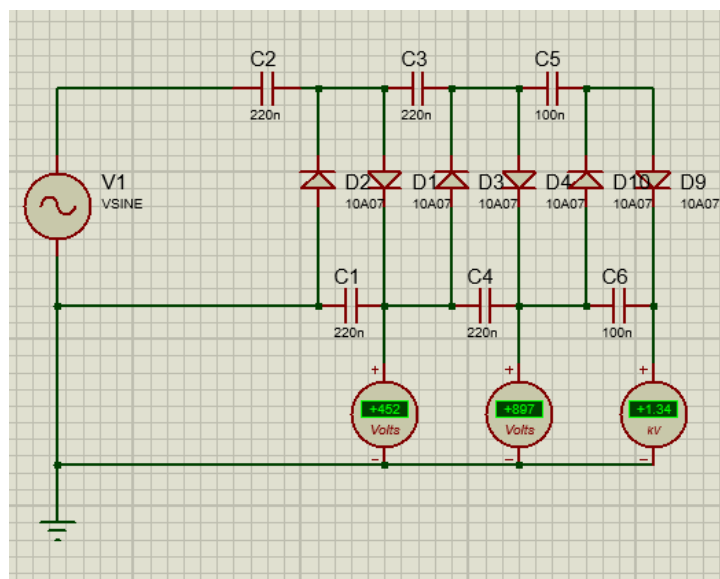 C2
C3
C5
220n
220n
100n
V1
VSINE
D2
D1
D3
D4
D10
D9
10A07
10A07
10A07
10A07
10A07
10A07
C1
C4
C6
220n
220n
100n
+
+
+
+452
+897
+1.34
Volts
Volts
kV
−
−
−